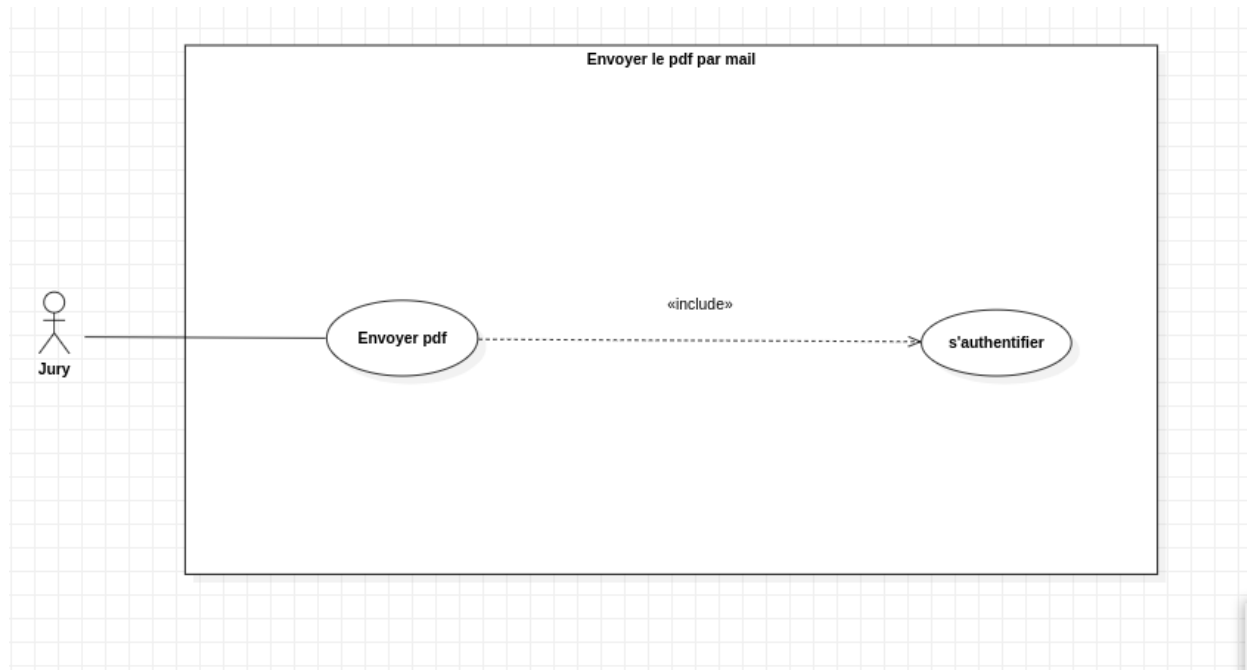 Envoyer le pdf par mail
«include»
Envoyer pdf
s'authentifier
Jury